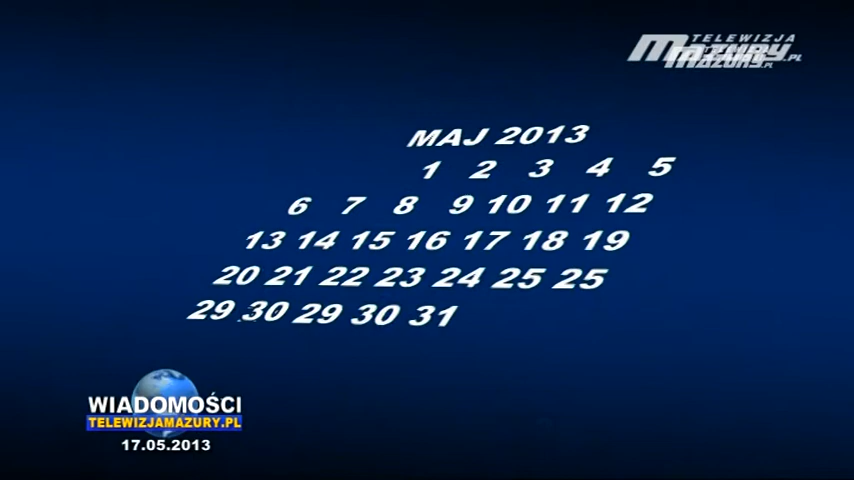 TELEWIZJA
MAZURY.PL
MAJ 2013
1 2 3 4 5
6 7 8 9 10 11 12
13 14 15 16 17 18 19
20 21 22 23 24 25 25
29 30 29 30 31
WIADOMOŚCI
TELEWIZJAMAZURY.PL
17.05.2013